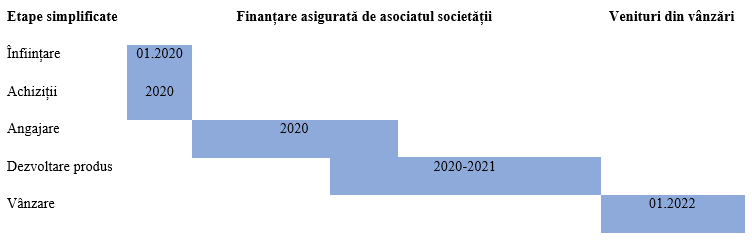 Etape simplificate Finanțare asigurată de asociatul societății Venituri din vânzări
Înființare 01.2020
Achiziții 2020
Angajare 2020
Dezvoltare produs 2020-2021
Vânzare 01.2022